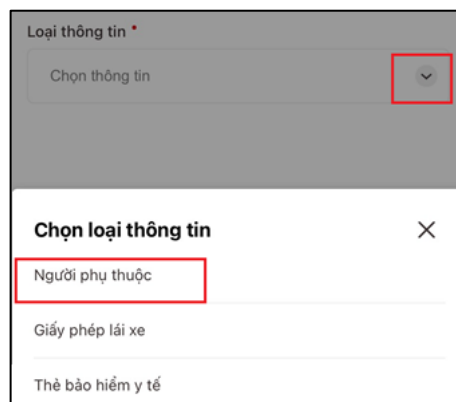 Loại thông tin *
Chọn thông tin
Chọn loại thông tin
Người phụ thuộc
Giấy phép lái xe
Thẻ bảo hiểm y tế